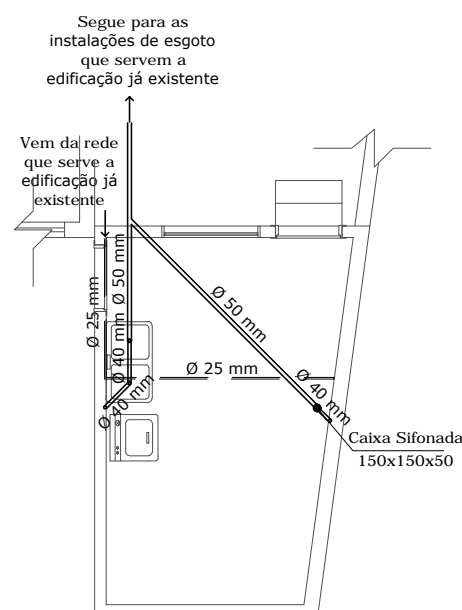 Segue para as
instalações de esgoto
que servem a
edificação já existente
Vem da rede
que serve a
edificação já
existente
Ø 25 mm
Ø 50 mm
Ø 40 mm
Ø 40 mm
Ø 50 mm
Ø 25 mm
Ø 40 mm
Caixa Sifonada
150x150x50